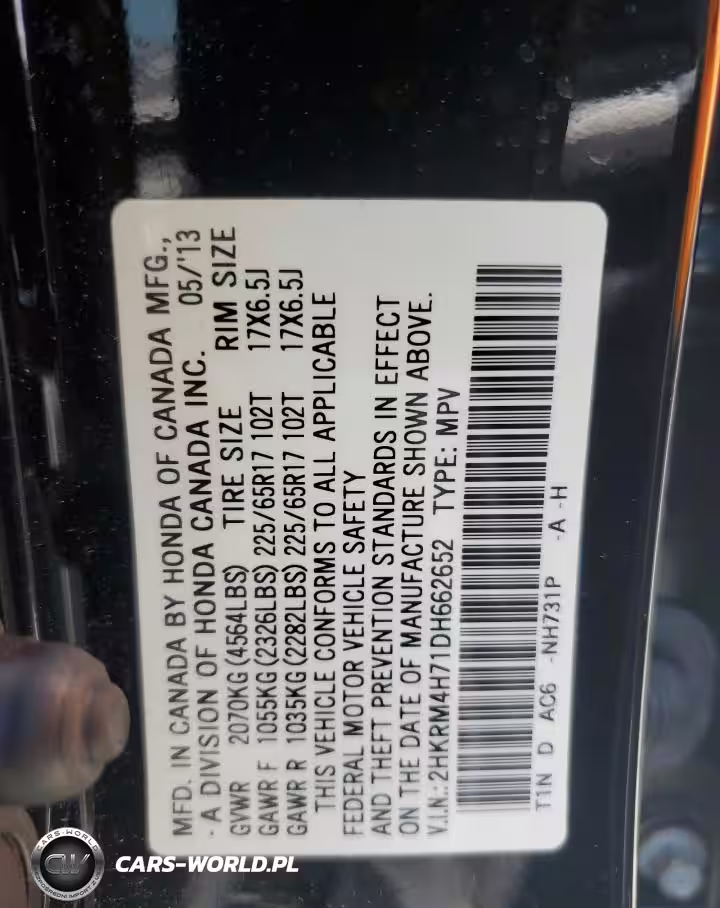 MFD. IN CANADA BY HONDA OF CANADA MFG.,
- A DIVISION OF HONDA CANADA INC. 05/'13
GVWR 2070KG(4564LBS) TIRE SIZE RIM SIZE
GAWR F 1055KG(2326LBS) 225/65R17 102T 17X6.5J
GAWR R 1035KG(2282LBS) 225/65R17 102T 17X6.5J
THIS VEHICLE CONFORMS TO ALL APPLICABLE
FEDERAL MOTOR VEHICLE SAFETY
AND THEFT PREVENTION STANDARDS IN EFFECT
ON THE DATE OF MANUFACTURE SHOWN ABOVE.
V.I.N.: 2HKRM4H71DH662652 TYPE: MPV
T1N D AC6 -NH731P -A -H
CARS-WORLD
CW
CARS-WORLD.PL